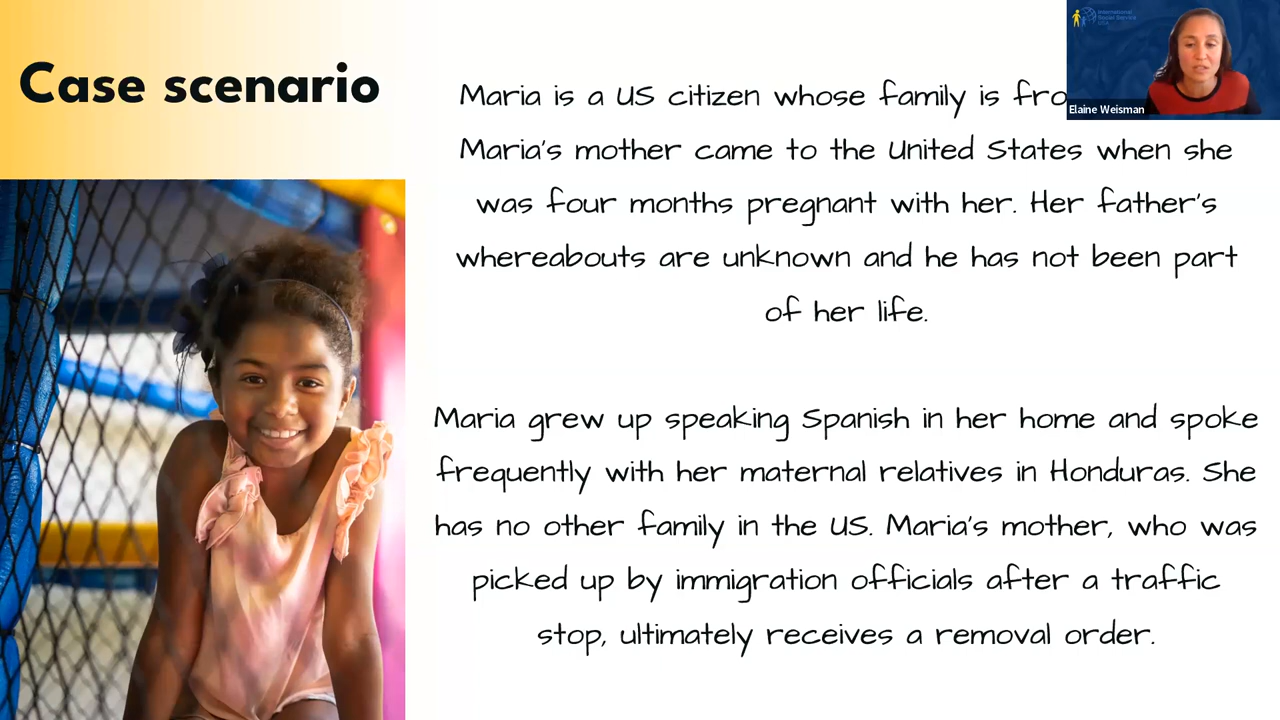 Case scenario
Maria is a US citizen whose family is
Maria's mother came to the United States when she
was four months pregnant with her. Her father's
whereabouts are unknown and he has not been part
of her life.
Maria grew up speaking Spanish in her home and spoke
frequently with her maternal relatives in Honduras. She
has no other family in the US. Maria's mother, who was
picked up by immigration officials after a traffic
stop, ultimately receives a removal order.
International
Social Service
USA
Elaine Weisman